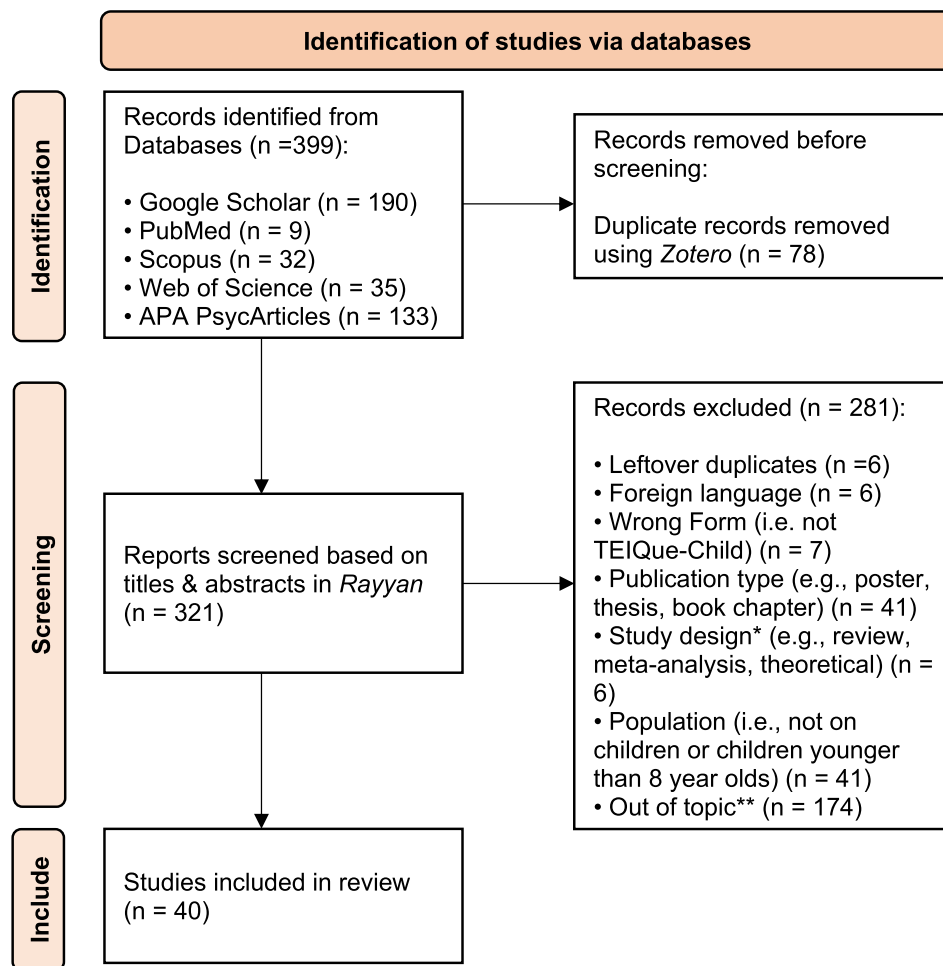 Identification of studies via databases
Identification
Records identified from
Databases (n =399):
• Google Scholar (n = 190)
• PubMed (n = 9)
• Scopus (n = 32)
• Web of Science (n = 35)
• APA PsycArticles (n = 133)
Records removed before
screening:
Duplicate records removed
using Zotero (n = 78)
Screening
Reports screened based on
titles & abstracts in Rayyan
(n = 321)
Records excluded (n = 281):
• Leftover duplicates (n =6)
• Foreign language (n = 6)
• Wrong Form (i.e. not
TEIQue-Child) (n = 7)
• Publication type (e.g., poster,
thesis, book chapter) (n = 41)
• Study design* (e.g., review,
meta-analysis, theoretical) (n =
6)
• Population (i.e., not on
children or children younger
than 8 year olds) (n = 41)
• Out of topic** (n = 174)
Include
Studies included in review
(n = 40)